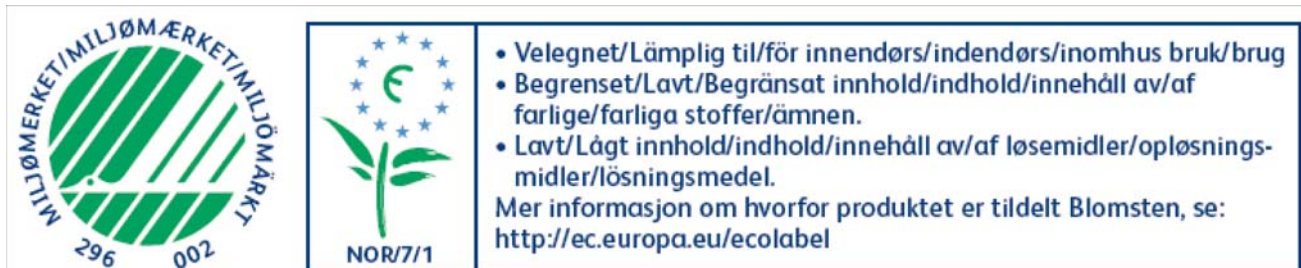 MILJØMERKET/MILJØMÆRKET/MILJÖMÄRKT
296 002
Є
NOR/7/1
• Velegnet/Lämplig til/för innendørs/indendørs/inomhus bruk/brug
• Begrenset/Lavt/Begränsat innhold/indhold/innehåll av/af
farlige/farliga stoffer/ämnen.
• Lavt/Lågt innhold/indhold/innehåll av/af løsemidler/opløsnings-
midler/lösningsmedel.
Mer informasjon om hvorfor produktet er tildelt Blomsten, se:
http://ec.europa.eu/ecolabel